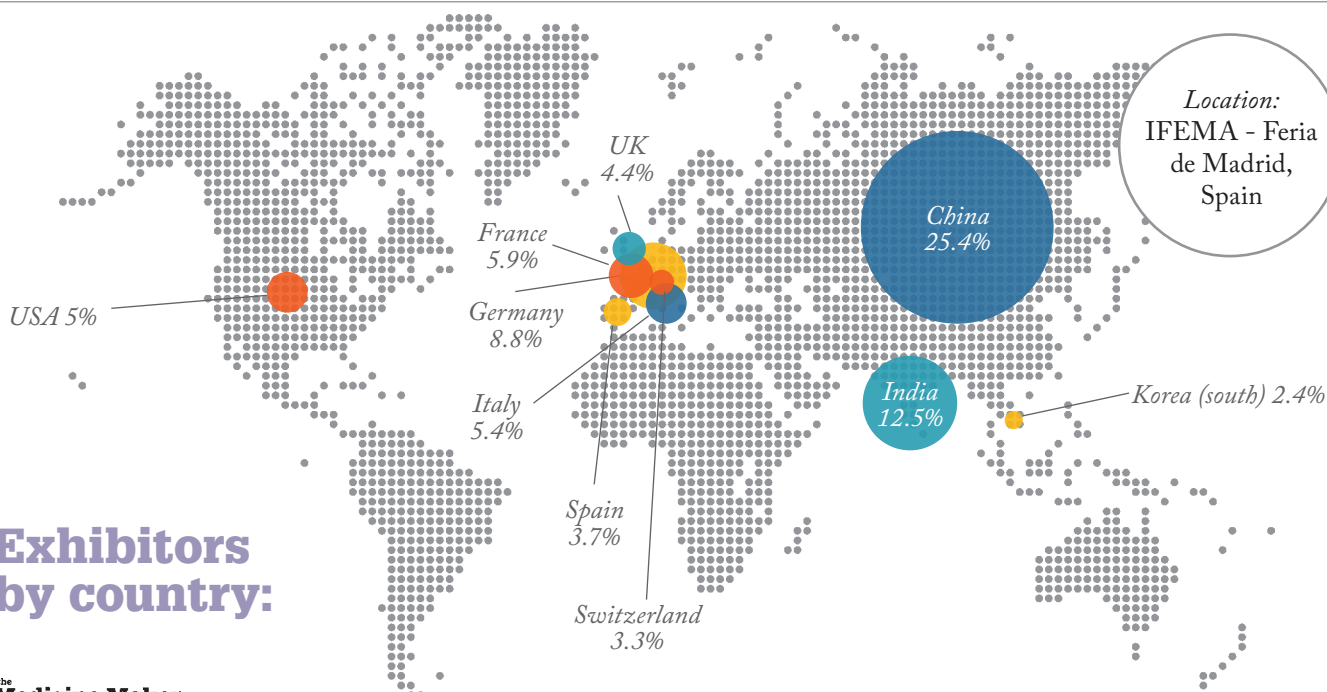 Location:
IFEMA - Feria
de Madrid,
Spain
UK
4.4%
China
25.4%
France
5.9%
USA 5%
Germany
8.8%
India
12.5%
Korea (south) 2.4%
Italy
5.4%
Spain
3.7%
Exhibitors
by country:
Switzerland
3.3%
the